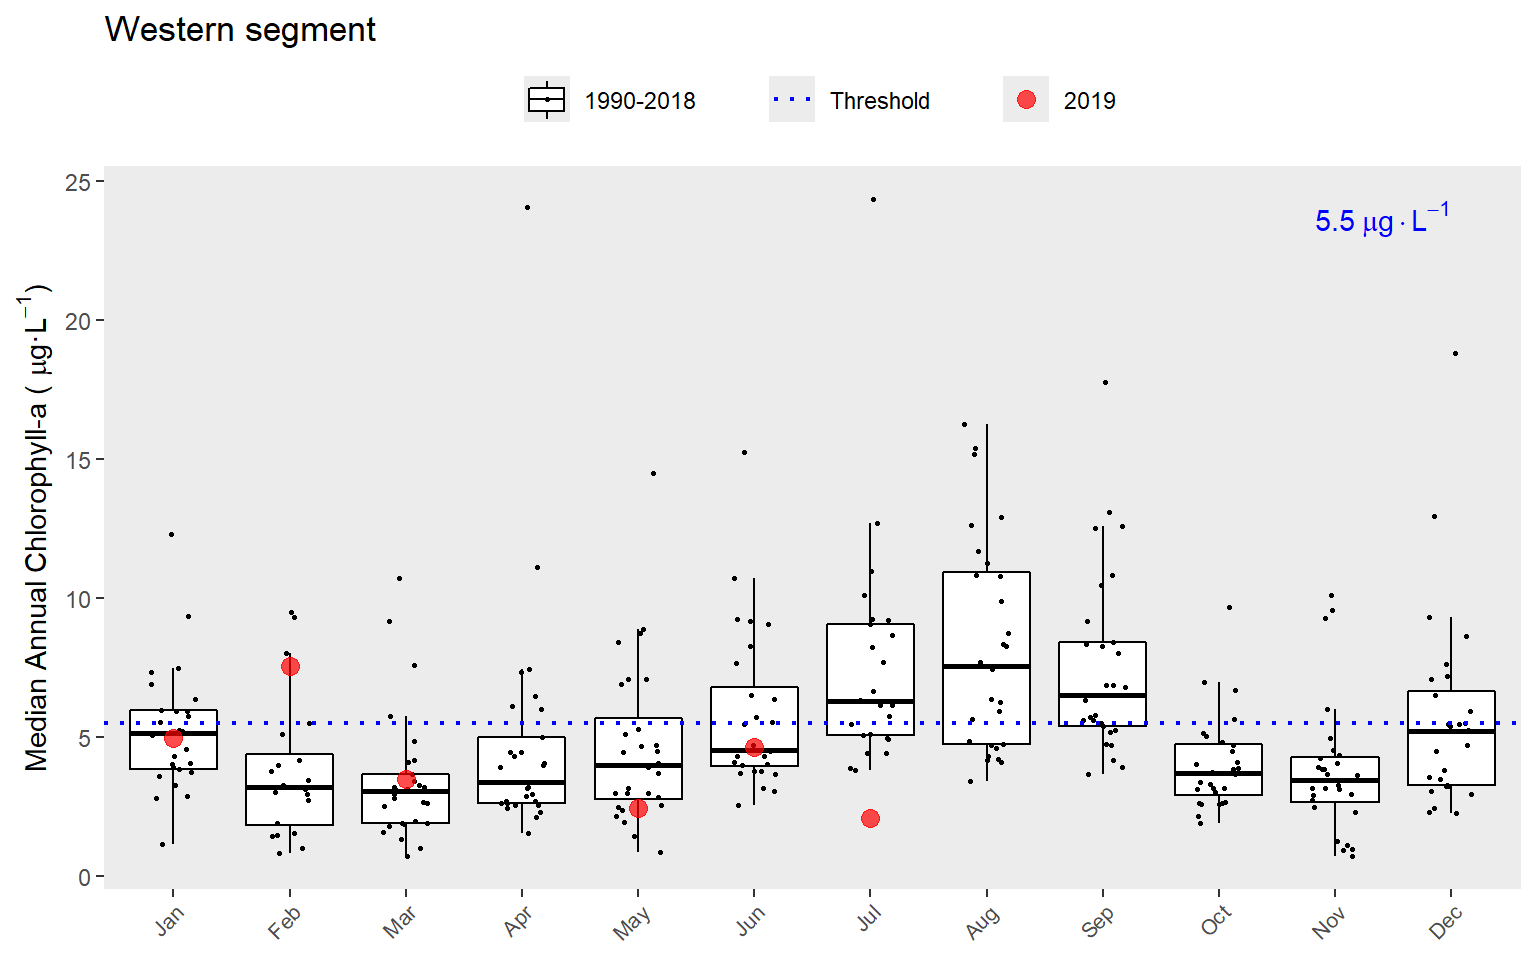 Western segment
1990-2018 Threshold 2019
Median Annual Chlorophyll-a ( µg·L⁻¹)
25
20
15
10
5
0
5.5 µg·L⁻¹
Jan Feb Mar Apr May Jun Jul Aug Sep Oct Nov Dec